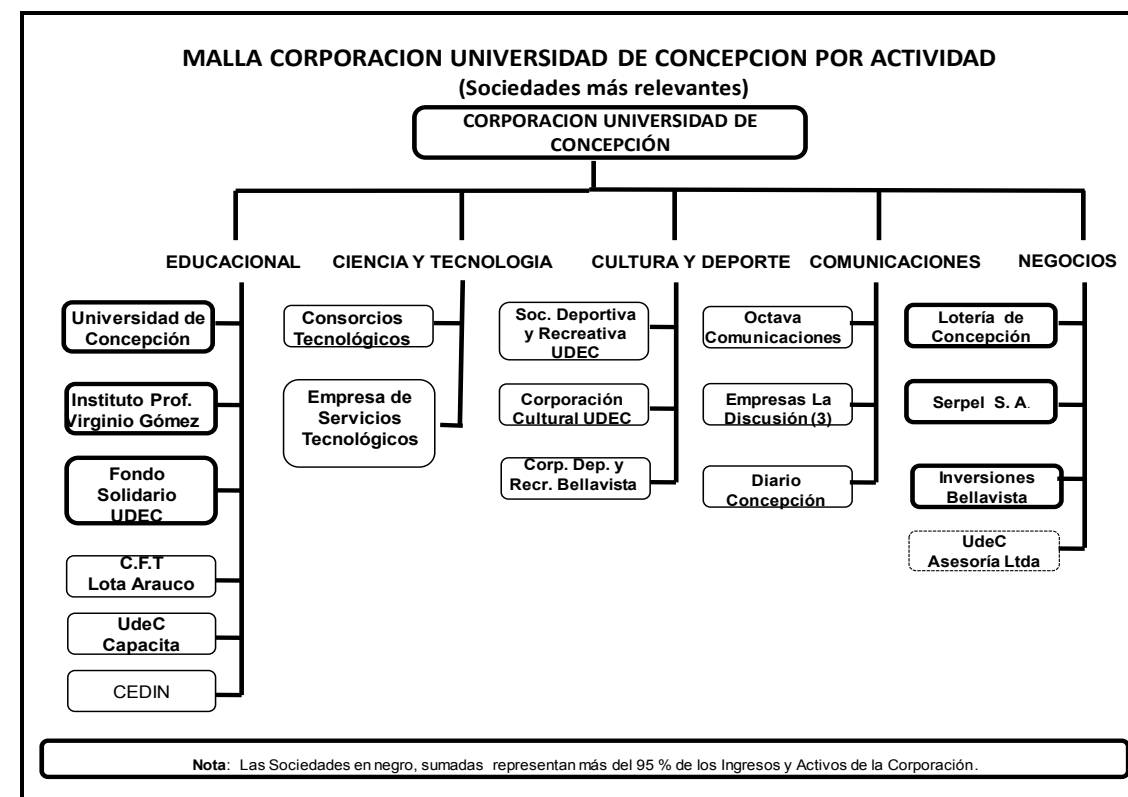 MALLA CORPORACION UNIVERSIDAD DE CONCEPCION POR ACTIVIDAD
(Sociedades más relevantes)
CORPORACION UNIVERSIDAD DE
CONCEPCIÓN
EDUCACIONAL
Universidad de
Concepción
Instituto Prof.
Virginio Gómez
Fondo
Solidario
UDEC
C.F.T
Lota Arauco
UdeC
Capacita
CEDIN
CIENCIA Y TECNOLOGIA
Consorcios
Tecnológicos
Empresa de
Servicios
Tecnológicos
CULTURA Y DEPORTE
Soc. Deportiva
y Recreativa
UDEC
Corporación
Cultural UDEC
Corp. Dep. y
Recr. Bellavista
COMUNICACIONES
Octava
Comunicaciones
Empresas La
Discusión (3)
Diario
Concepción
NEGOCIOS
Lotería de
Concepción
Serpel S. A.
Inversiones
Bellavista
UdeC
Asesoría Ltda
Nota: Las Sociedades en negro, sumadas representan más del 95 % de los Ingresos y Activos de la Corporación.